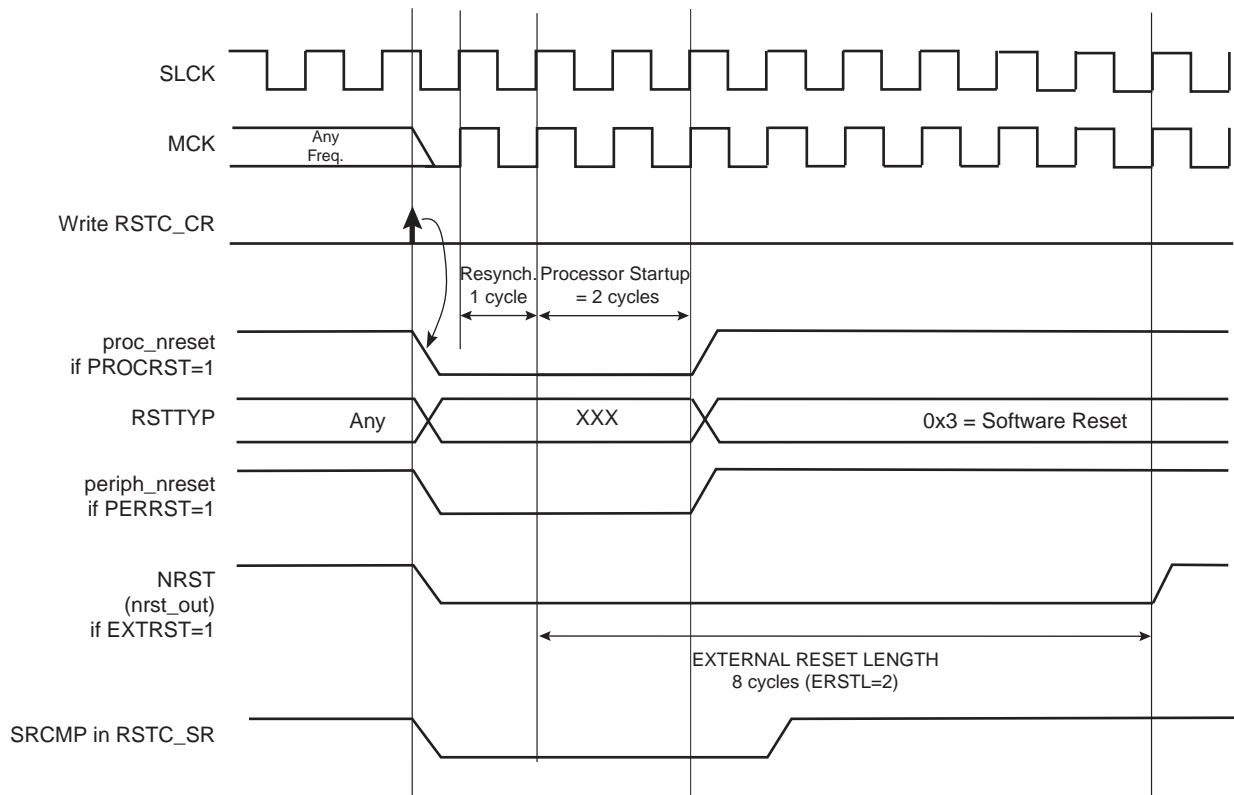 SLCK
MCK
Any
Freq.
Write RSTC_CR
Resynch.
1 cycle
Processor Startup
= 2 cycles
proc_nreset
if PROCRST=1
RSTTYP
Any
XXX
0x3 = Software Reset
periph_nreset
if PERRST=1
NRST
(nrst_out)
if EXTRST=1
EXTERNAL RESET LENGTH
8 cycles (ERSTL=2)
SRCMP in RSTC_SR